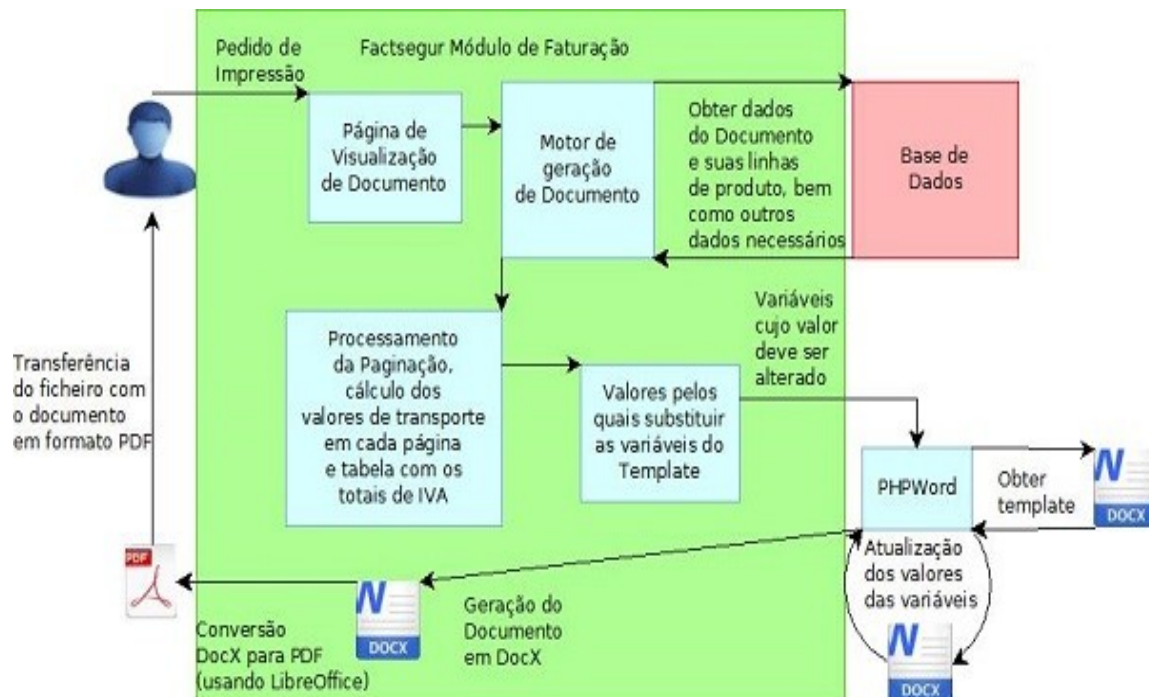 Pedido de
Impressão
Factsegur Módulo de Faturação
Página de
Visualização
de Documento
Motor de
geração
de Documento
Obter dados
do Documento
e suas linhas
de produto, bem
como outros
dados necessários
Base de
Dados
Transferência
do ficheiro com
o documento
em formato PDF
Processamento
da Paginação,
cálculo dos
valores de transporte
em cada página
e tabela com os
totais de IVA
Valores pelos
quais substituir
as variáveis do
Template
Variáveis
cujo valor
deve ser
alterado
PHPWord
Obter
template
N
DOCX
Atualização
dos valores
das variáveis
N
DOCX
PDF
N
DOCX
Geração do
Documento
em DocX
Conversão
DocX para PDF
(usando LibreOffice)